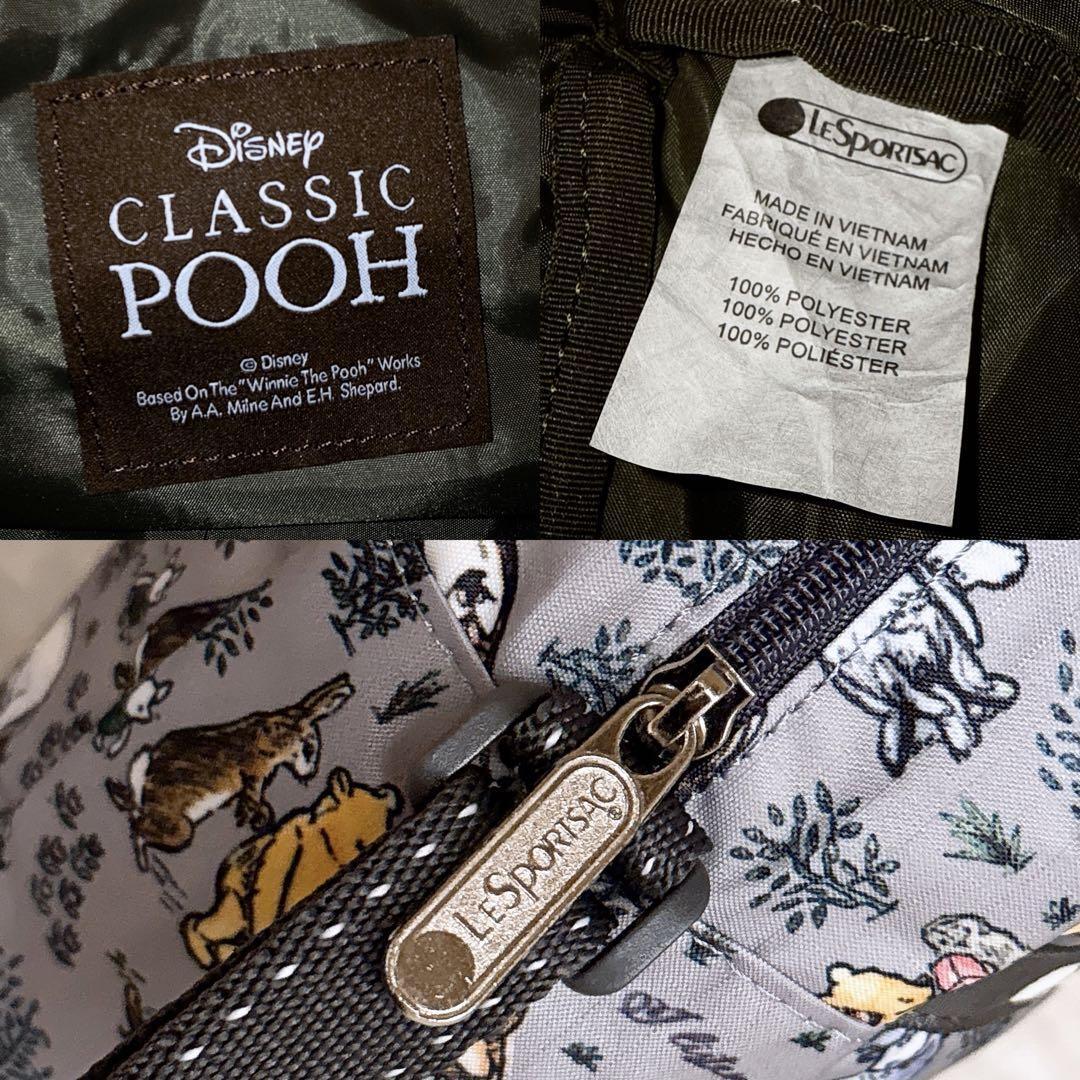 Disney
CLASSIC
POOH
© Disney
Based On The "Winnie The Pooh" Works
By A.A. Milne And E.H. Shepard.
LESPORTSAC
MADE IN VIETNAM
FABRIQUÉ EN VIETNAM
HECHO EN VIETNAM
100% POLYESTER
100% POLYESTER
100% POLIÉSTER
LESPORTSAC®